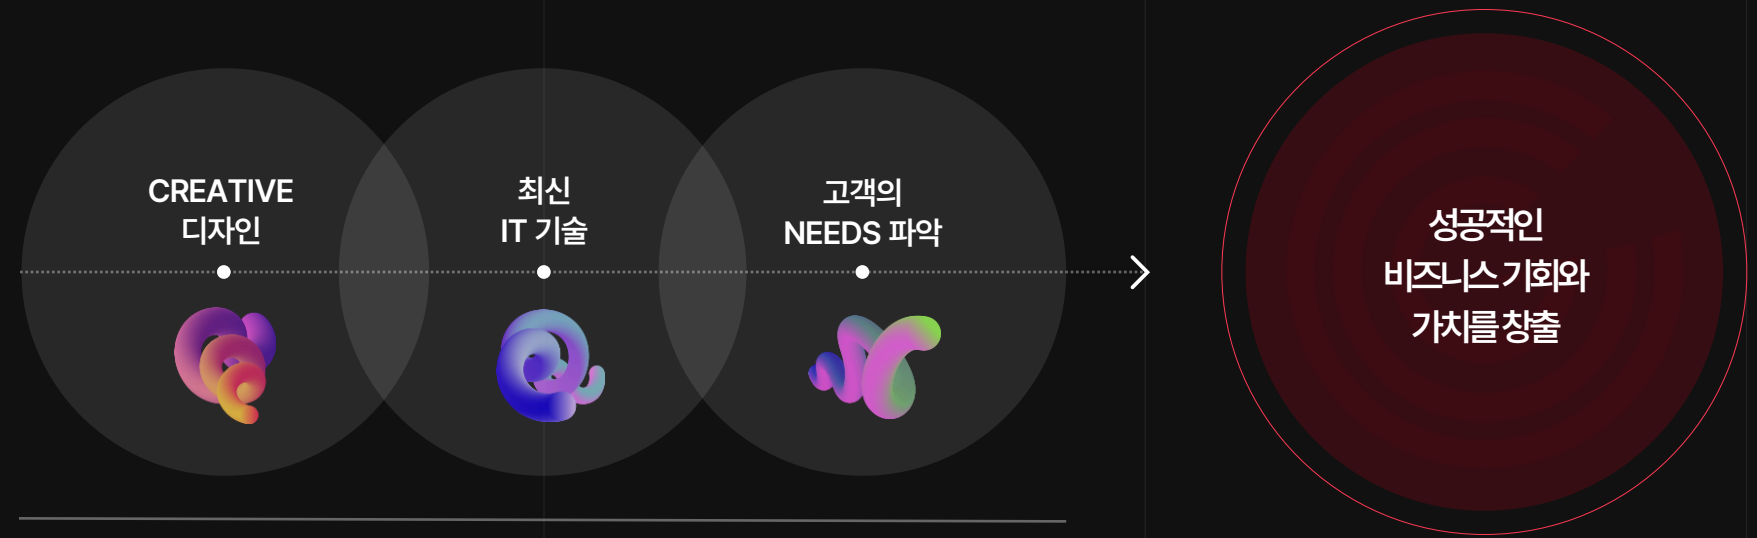 CREATIVE
디자인
최신
IT 기술
고객의
NEEDS 파악
성공적인
비즈니스 기회와
가치를 창출